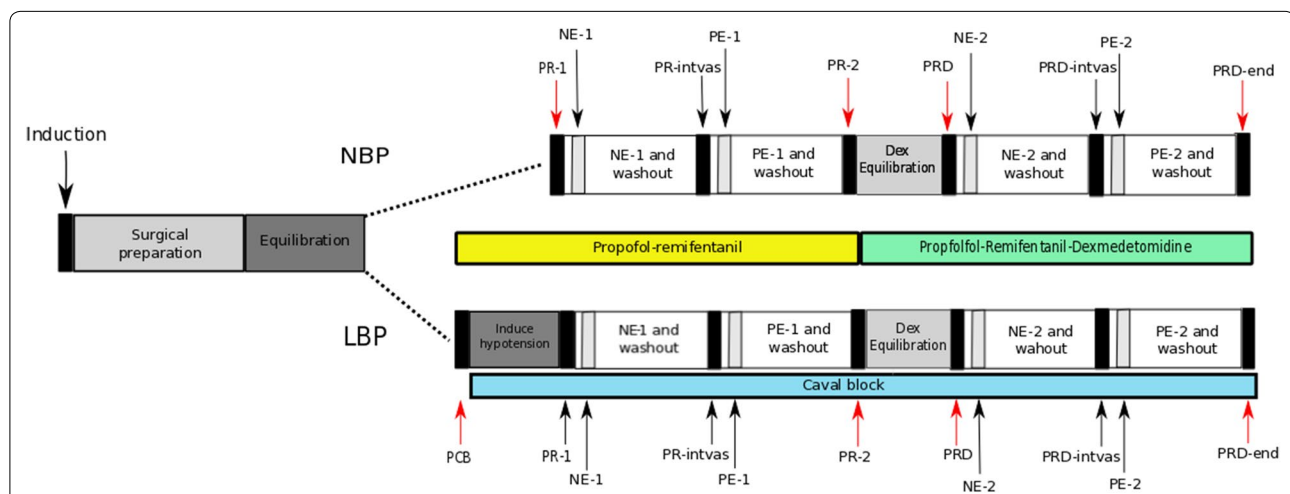 NE-1
PE-1
NE-2
PE-2
PR-1
PR-intvas
PR-2
PRD
PRD-intvas
PRD-end
Induction
NBP
NE-1 and
washout
PE-1 and
washout
Dex
Equilibration
NE-2 and
washout
PE-2 and
washout
Surgical
preparation
Equilibration
Propofol-remifentanil
Propfolfol-Remifentanil-Dexmedetomidine
LBP
Induce
hypotension
NE-1 and
washout
PE-1 and
washout
Dex
Equilibration
NE-2 and
wahout
PE-2 and
washout
Caval block
PCB
PR-1
NE-1
PR-intvas
PE-1
PR-2
PRD
NE-2
PRD-intvas
PE-2
PRD-end